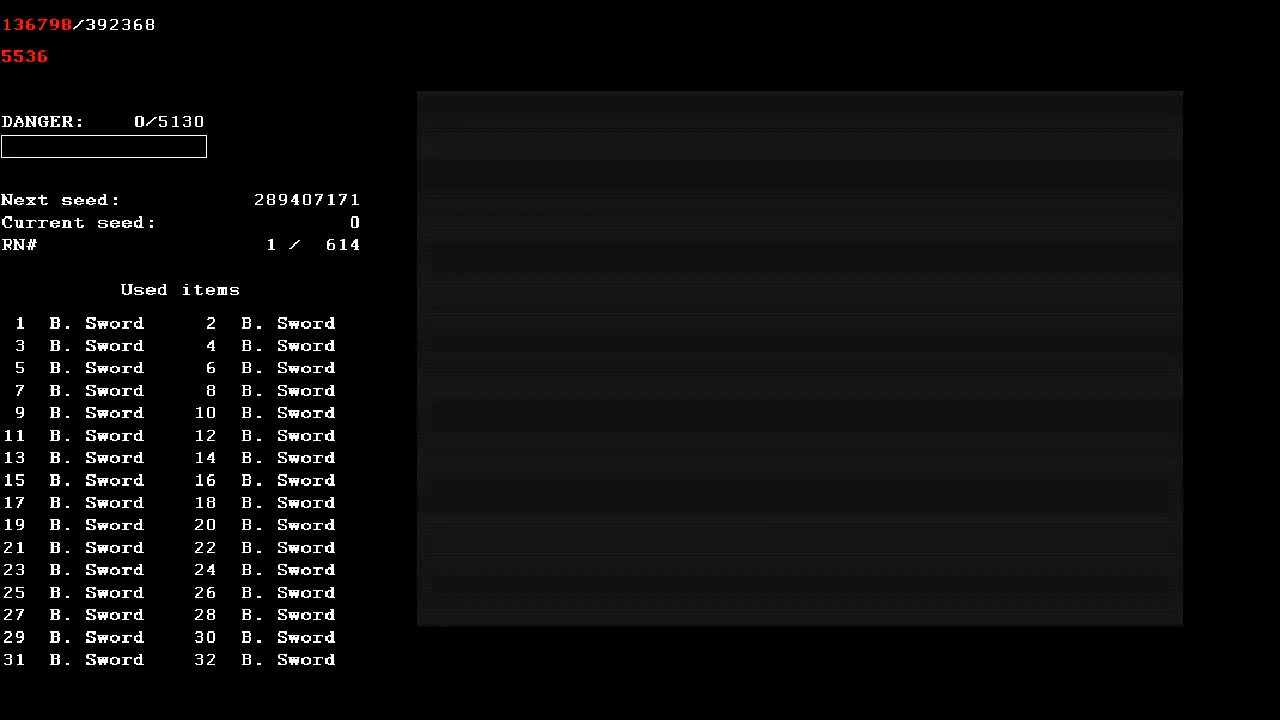 136798/392368
5536
DANGER: 0/5130
Next seed: 289407171
Current seed: 0
RN# 1 / 614
Used items
1 B. Sword 2 B. Sword
3 B. Sword 4 B. Sword
5 B. Sword 6 B. Sword
7 B. Sword 8 B. Sword
9 B. Sword 10 B. Sword
11 B. Sword 12 B. Sword
13 B. Sword 14 B. Sword
15 B. Sword 16 B. Sword
17 B. Sword 18 B. Sword
19 B. Sword 20 B. Sword
21 B. Sword 22 B. Sword
23 B. Sword 24 B. Sword
25 B. Sword 26 B. Sword
27 B. Sword 28 B. Sword
29 B. Sword 30 B. Sword
31 B. Sword 32 B. Sword